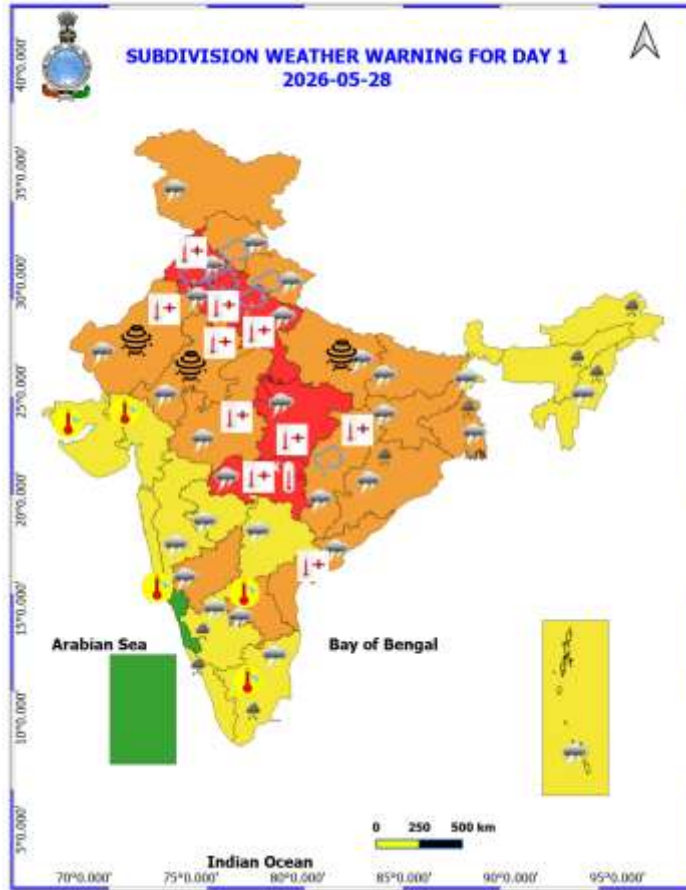 SUBDIVISION WEATHER WARNING FOR DAY 1
2026-05-28
40°0.000'
35°0.000'
30°0.000'
25°0.000'
20°0.000'
15°0.000'
Arabian Sea
Bay of Bengal
10°0.000'
5°0.000'
0 250 500 km
Indian Ocean
70°0.000' 75°0.000' 80°0.000' 85°0.000' 90°0.000' 95°0.000'